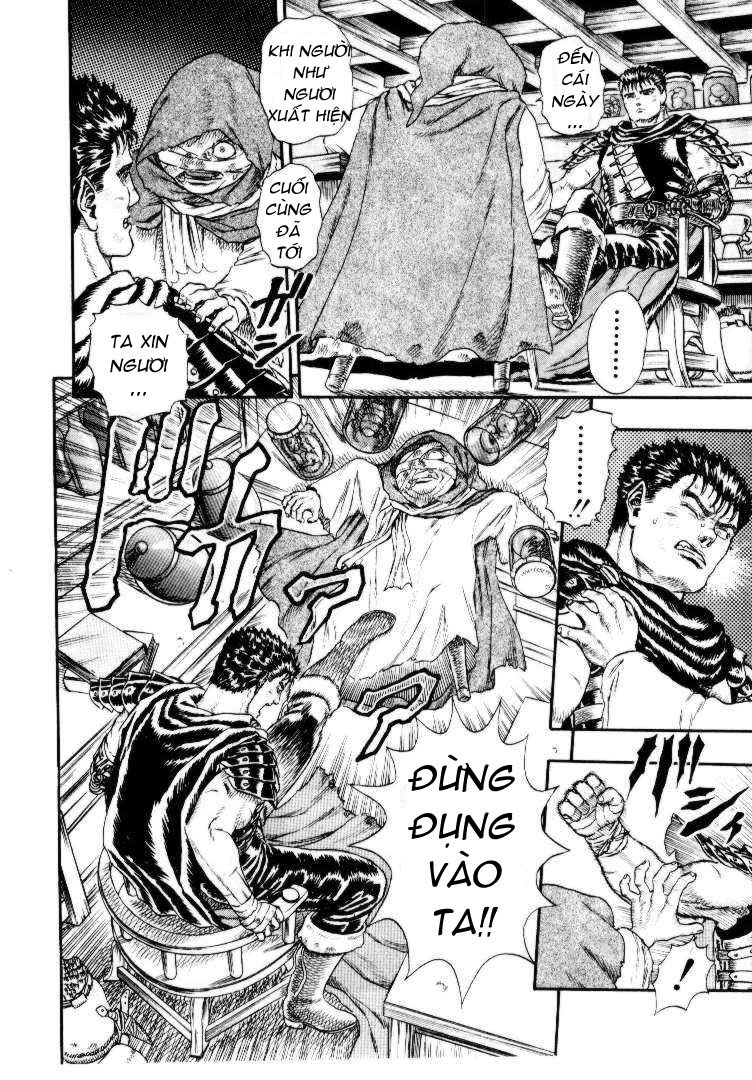 ĐẾN
CÁI
NGÀY
...
KHI NGƯỜI
NHƯ
NGƯƠI
XUẤT HIỆN
CUỐI
CÙNG
ĐÃ
TỚI
TA XIN
NGƯƠI
...
........
........!!
!
ĐỪNG
ĐỤNG
VÀO
TA!!